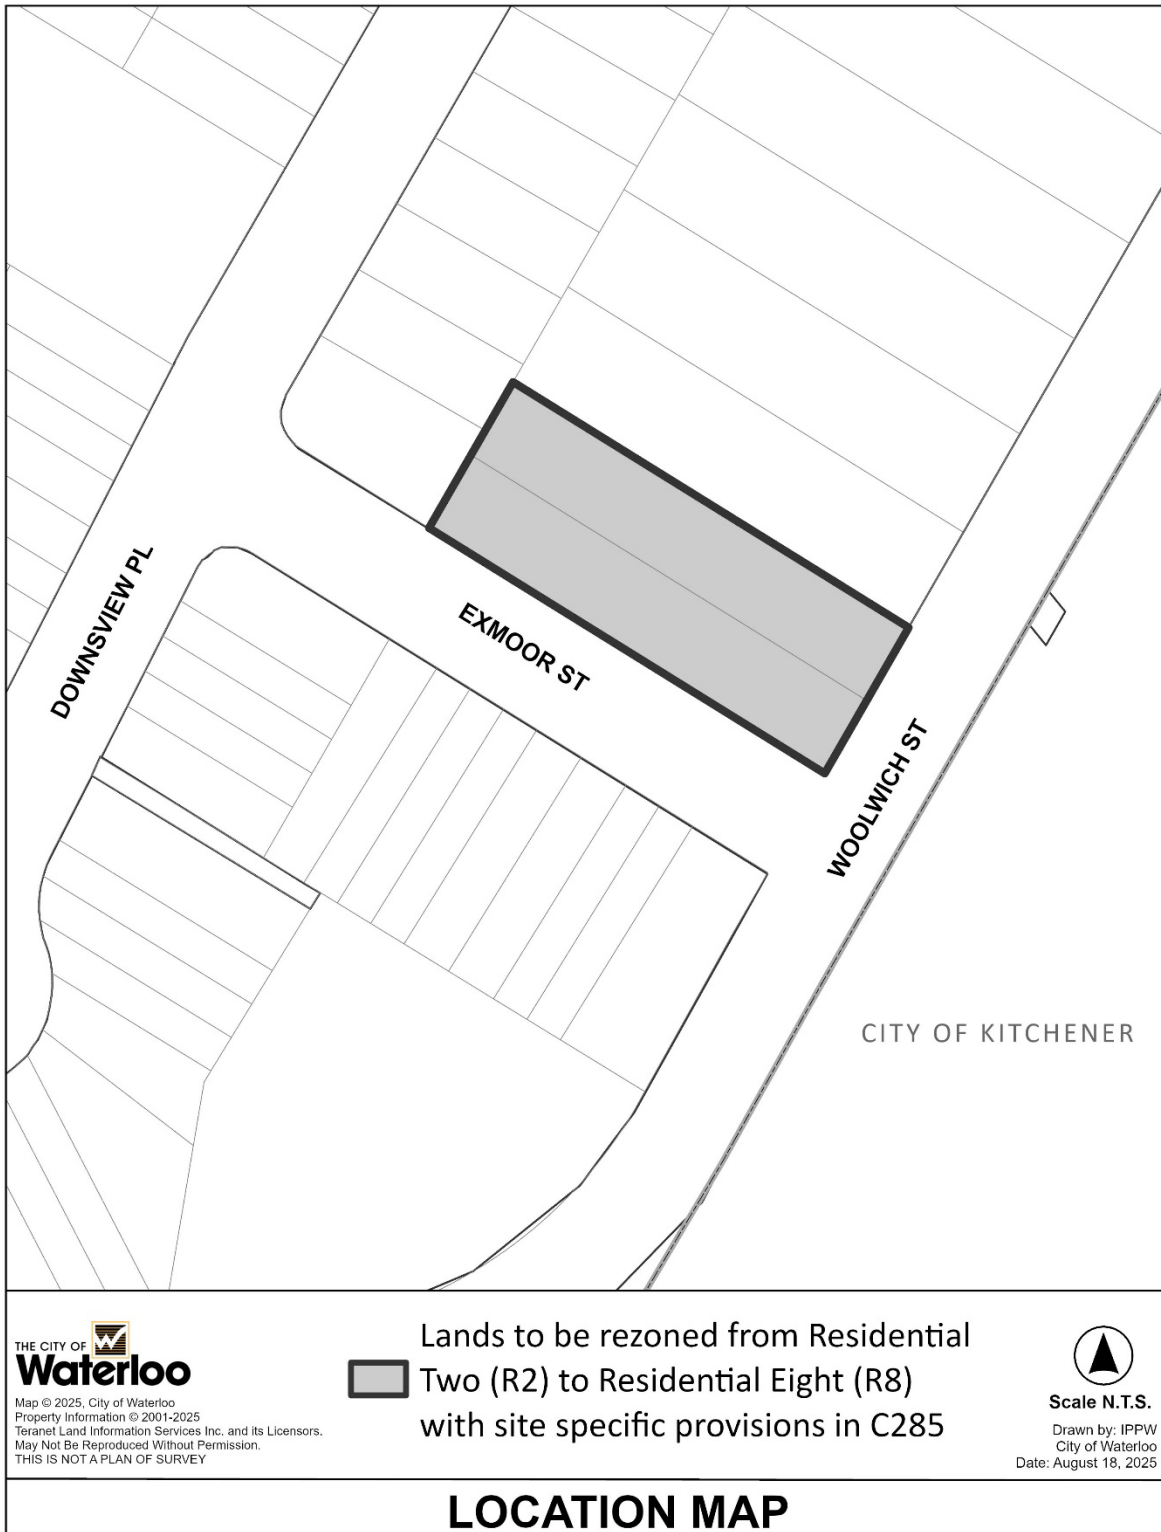 DOWNSVIEW PL
EXMOOR ST
WOOLWICH ST
CITY OF KITCHENER
THE CITY OF
Waterloo
Map © 2025, City of Waterloo
Property Information © 2001-2025
Teranet Land Information Services Inc. and its Licensors.
May Not Be Reproduced Without Permission.
THIS IS NOT A PLAN OF SURVEY
Lands to be rezoned from Residential
Two (R2) to Residential Eight (R8)
with site specific provisions in C285
Scale N.T.S.
Drawn by: IPPW
City of Waterloo
Date: August 18, 2025
LOCATION MAP